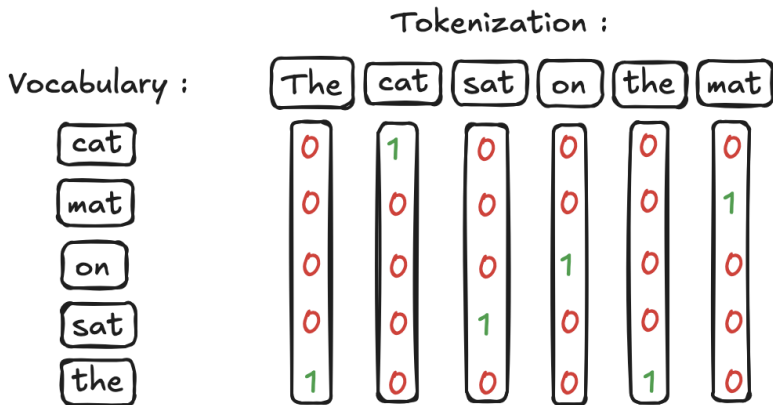 Tokenization :
Vocabulary : The cat sat on the mat
cat 0 1 0 0 0 0
mat 0 0 0 0 0 1
on 0 0 0 1 0 0
sat 0 0 1 0 0 0
the 1 0 0 0 1 0